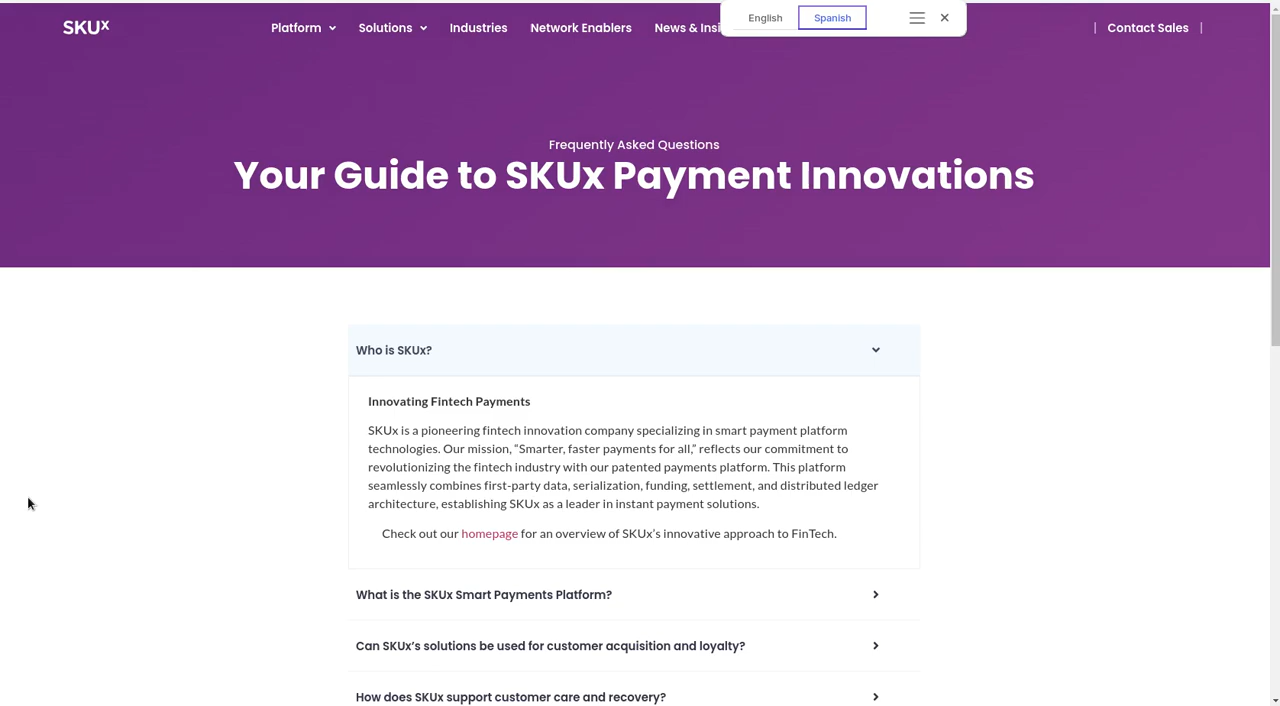 English Spanish
SKUx Platform Solutions Industries Network Enablers News & Insi | Contact Sales |
Frequently Asked Questions
Your Guide to SKUx Payment Innovations
Who is SKUx?
Innovating Fintech Payments
SKUx is a pioneering fintech innovation company specializing in smart payment platform
technologies. Our mission, “Smarter, faster payments for all,” reflects our commitment to
revolutionizing the fintech industry with our patented payments platform. This platform
seamlessly combines first-party data, serialization, funding, settlement, and distributed ledger
architecture, establishing SKUx as a leader in instant payment solutions.
Check out our homepage for an overview of SKUx’s innovative approach to FinTech.
What is the SKUx Smart Payments Platform?
Can SKUx’s solutions be used for customer acquisition and loyalty?
How does SKUx support customer care and recovery?